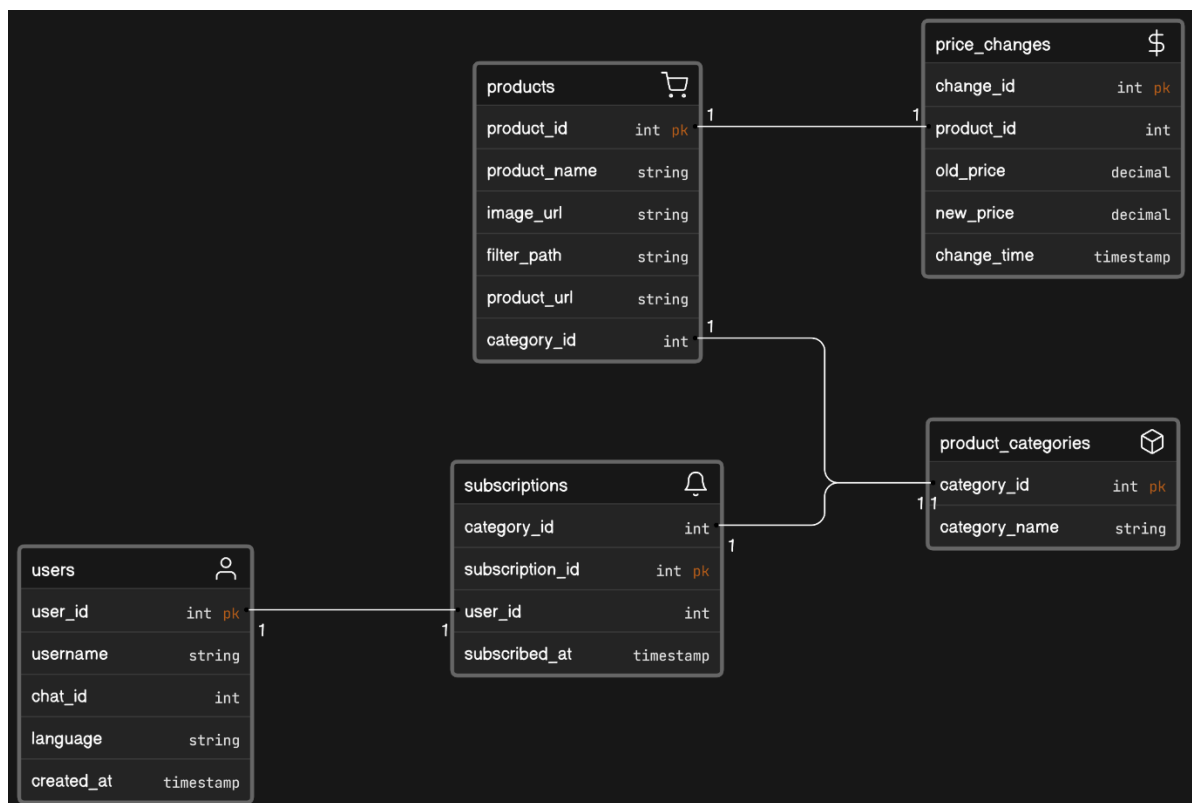 products
product_id int pk
product_name string
image_url string
filter_path string
product_url string
category_id int
1
1
1
price_changes
change_id int pk
product_id int
old_price decimal
new_price decimal
change_time timestamp
product_categories
category_id int pk
category_name string
1 1
subscriptions
category_id int
subscription_id int pk
user_id int
subscribed_at timestamp
1
1
1
users
user_id int pk
username string
chat_id int
language string
created_at timestamp